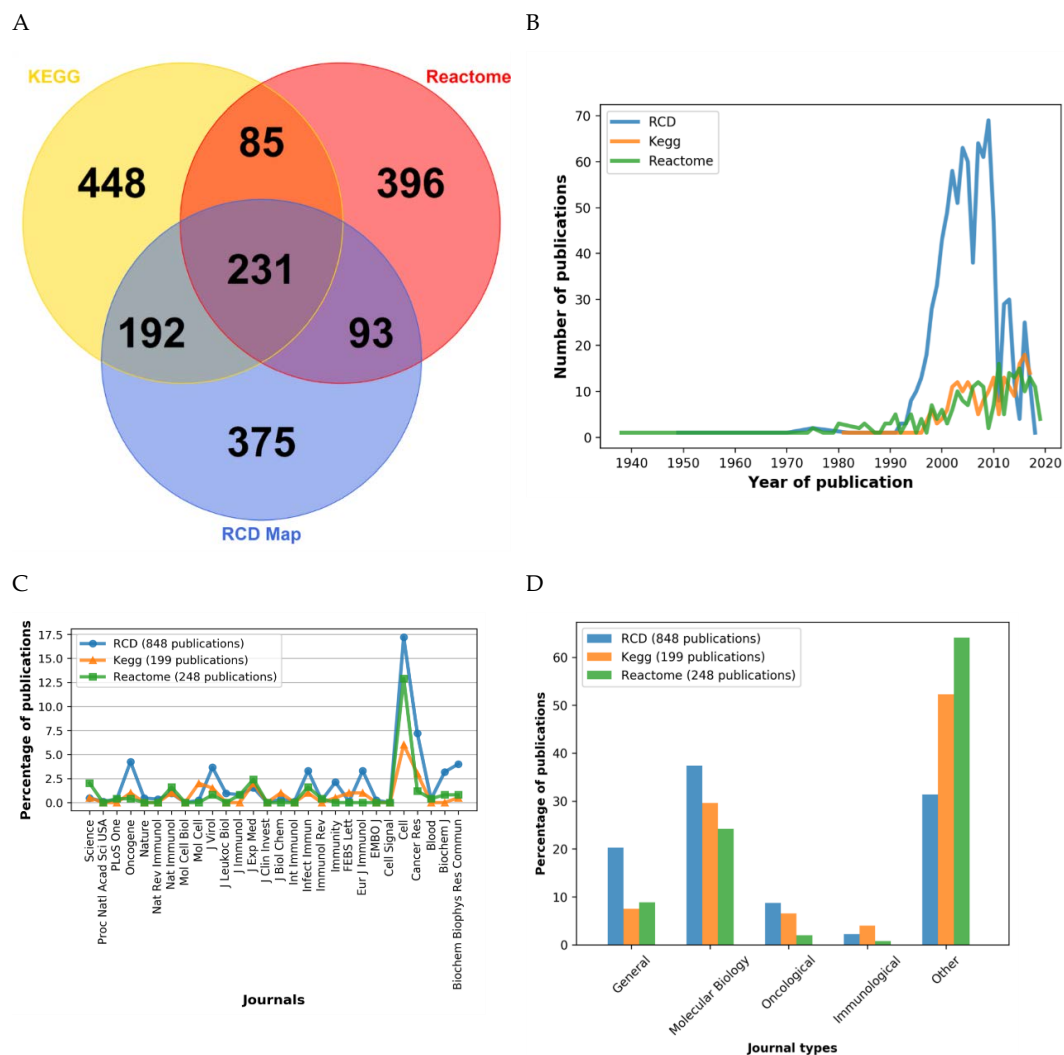 A
KEGG
Reactome
85
448
396
231
192
93
375
RCD Map
B
70
60
50
40
30
20
10
0
Number of publications
RCD
Kegg
Reactome
1940 1950 1960 1970 1980 1990 2000 2010 2020
Year of publication
C
17.5
15.0
12.5
10.0
7.5
5.0
2.5
0.0
Percentage of publications
RCD (848 publications)
Kegg (199 publications)
Reactome (248 publications)
Science
Proc Natl Acad Sci USA
PLoS One
Oncogene
Nature
Nat Rev Immunol
Nat Immunol
Mol Cell Biol
Mol Cell
J Virol
J Leukoc Biol
J Immunol
J Exp Med
J Clin Invest
J Biol Chem
Int Immunol
Infect Immun
Immunol Rev
Immunity
FEBS Lett
Eur J Immunol
EMBO J
Cell Signal
Cell
Cancer Res
Blood
Biochem J
Biochem Biophys Res Commun
Journals
D
60
50
40
30
20
10
0
Percentage of publications
RCD (848 publications)
Kegg (199 publications)
Reactome (248 publications)
General
Molecular Biology
Oncological
Immunological
Other
Journal types